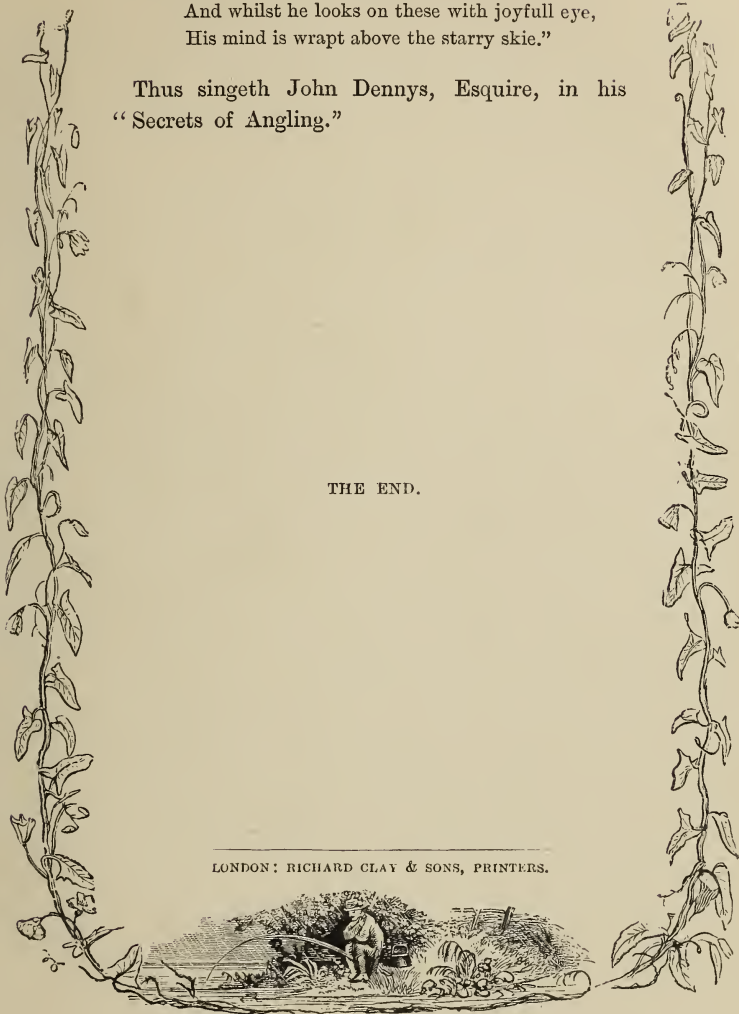 And whilst he looks on these with joyfull eye,
His mind is wrapt above the starry skie.”
Thus singeth John Dennys, Esquire, in his
“Secrets of Angling.”
THE END.
LONDON: RICHARD CLAY & SONS, PRINTERS.